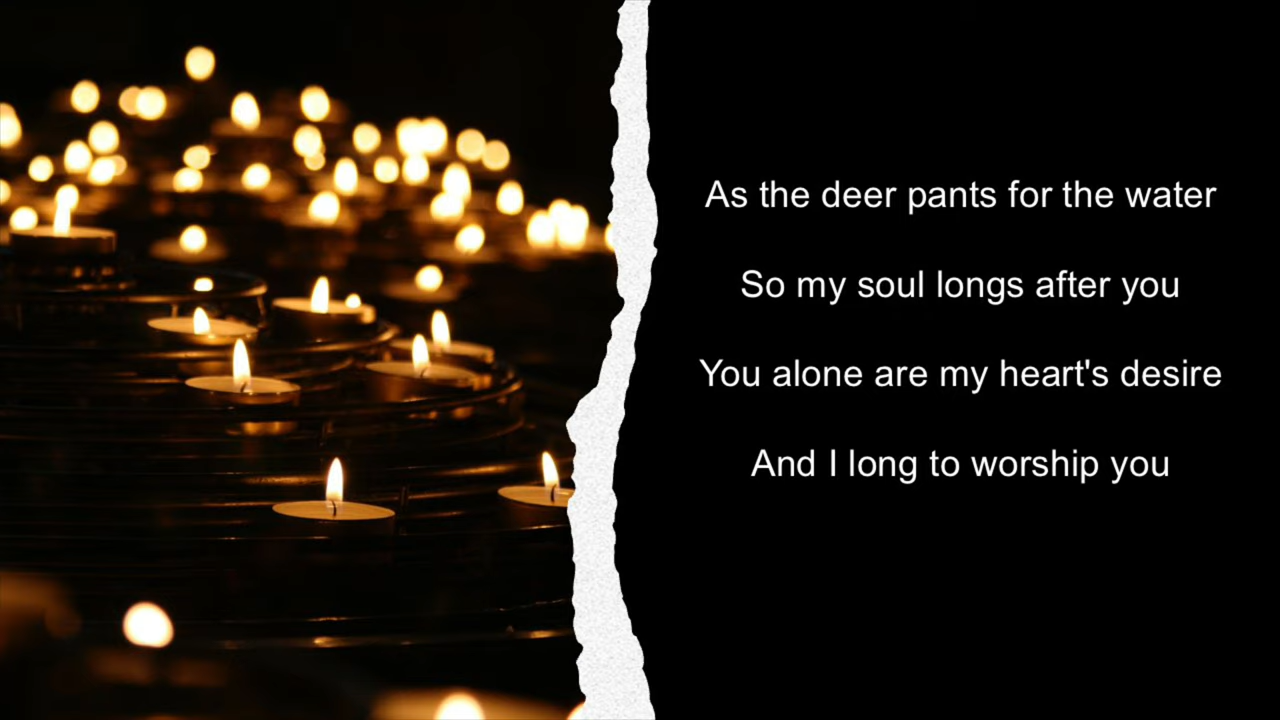 As the deer pants for the water
So my soul longs after you
You alone are my heart's desire
And I long to worship you